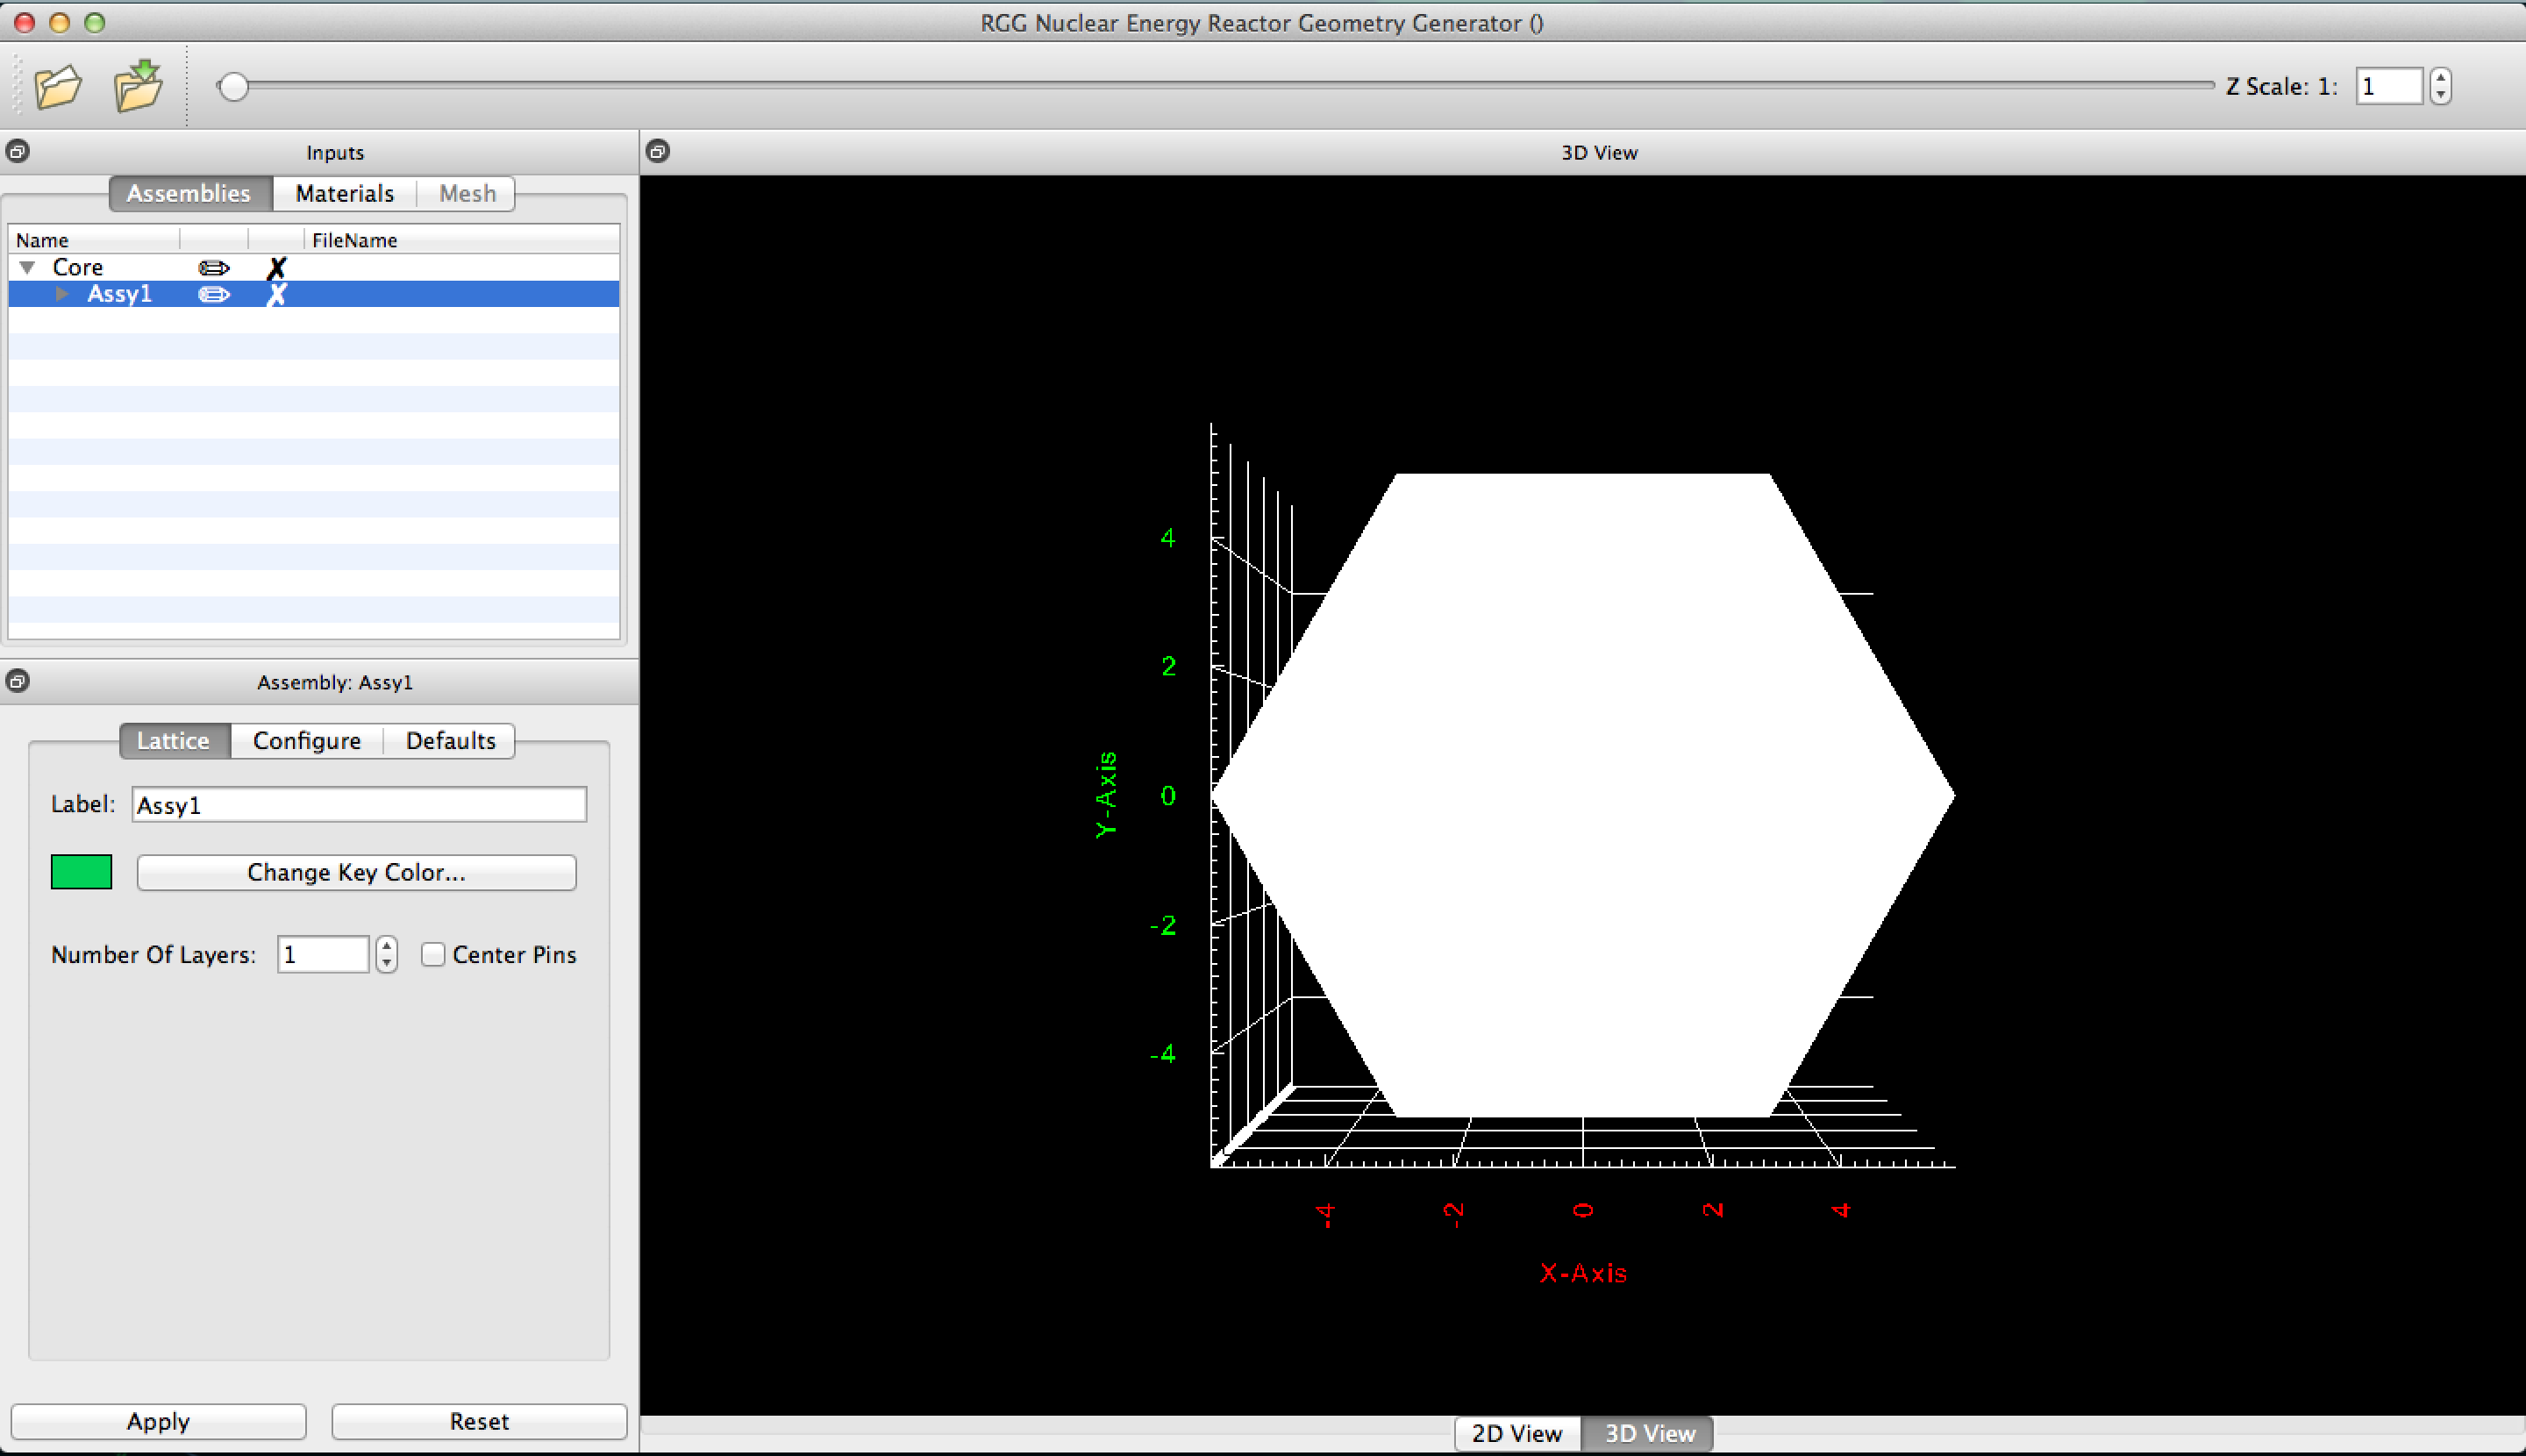 RGG Nuclear Energy Reactor Geometry Generator ()
Z Scale: 1: 1
Inputs
3D View
Assemblies Materials Mesh
Name FileName
Core
Assy1
Assembly: Assy1
Lattice Configure Defaults
Label: Assy1
Change Key Color...
Number Of Layers: 1 Center Pins
Apply Reset
4
2
0
-2
-4
Y-Axis
-4 -2 0 2 4
X-Axis
2D View 3D View